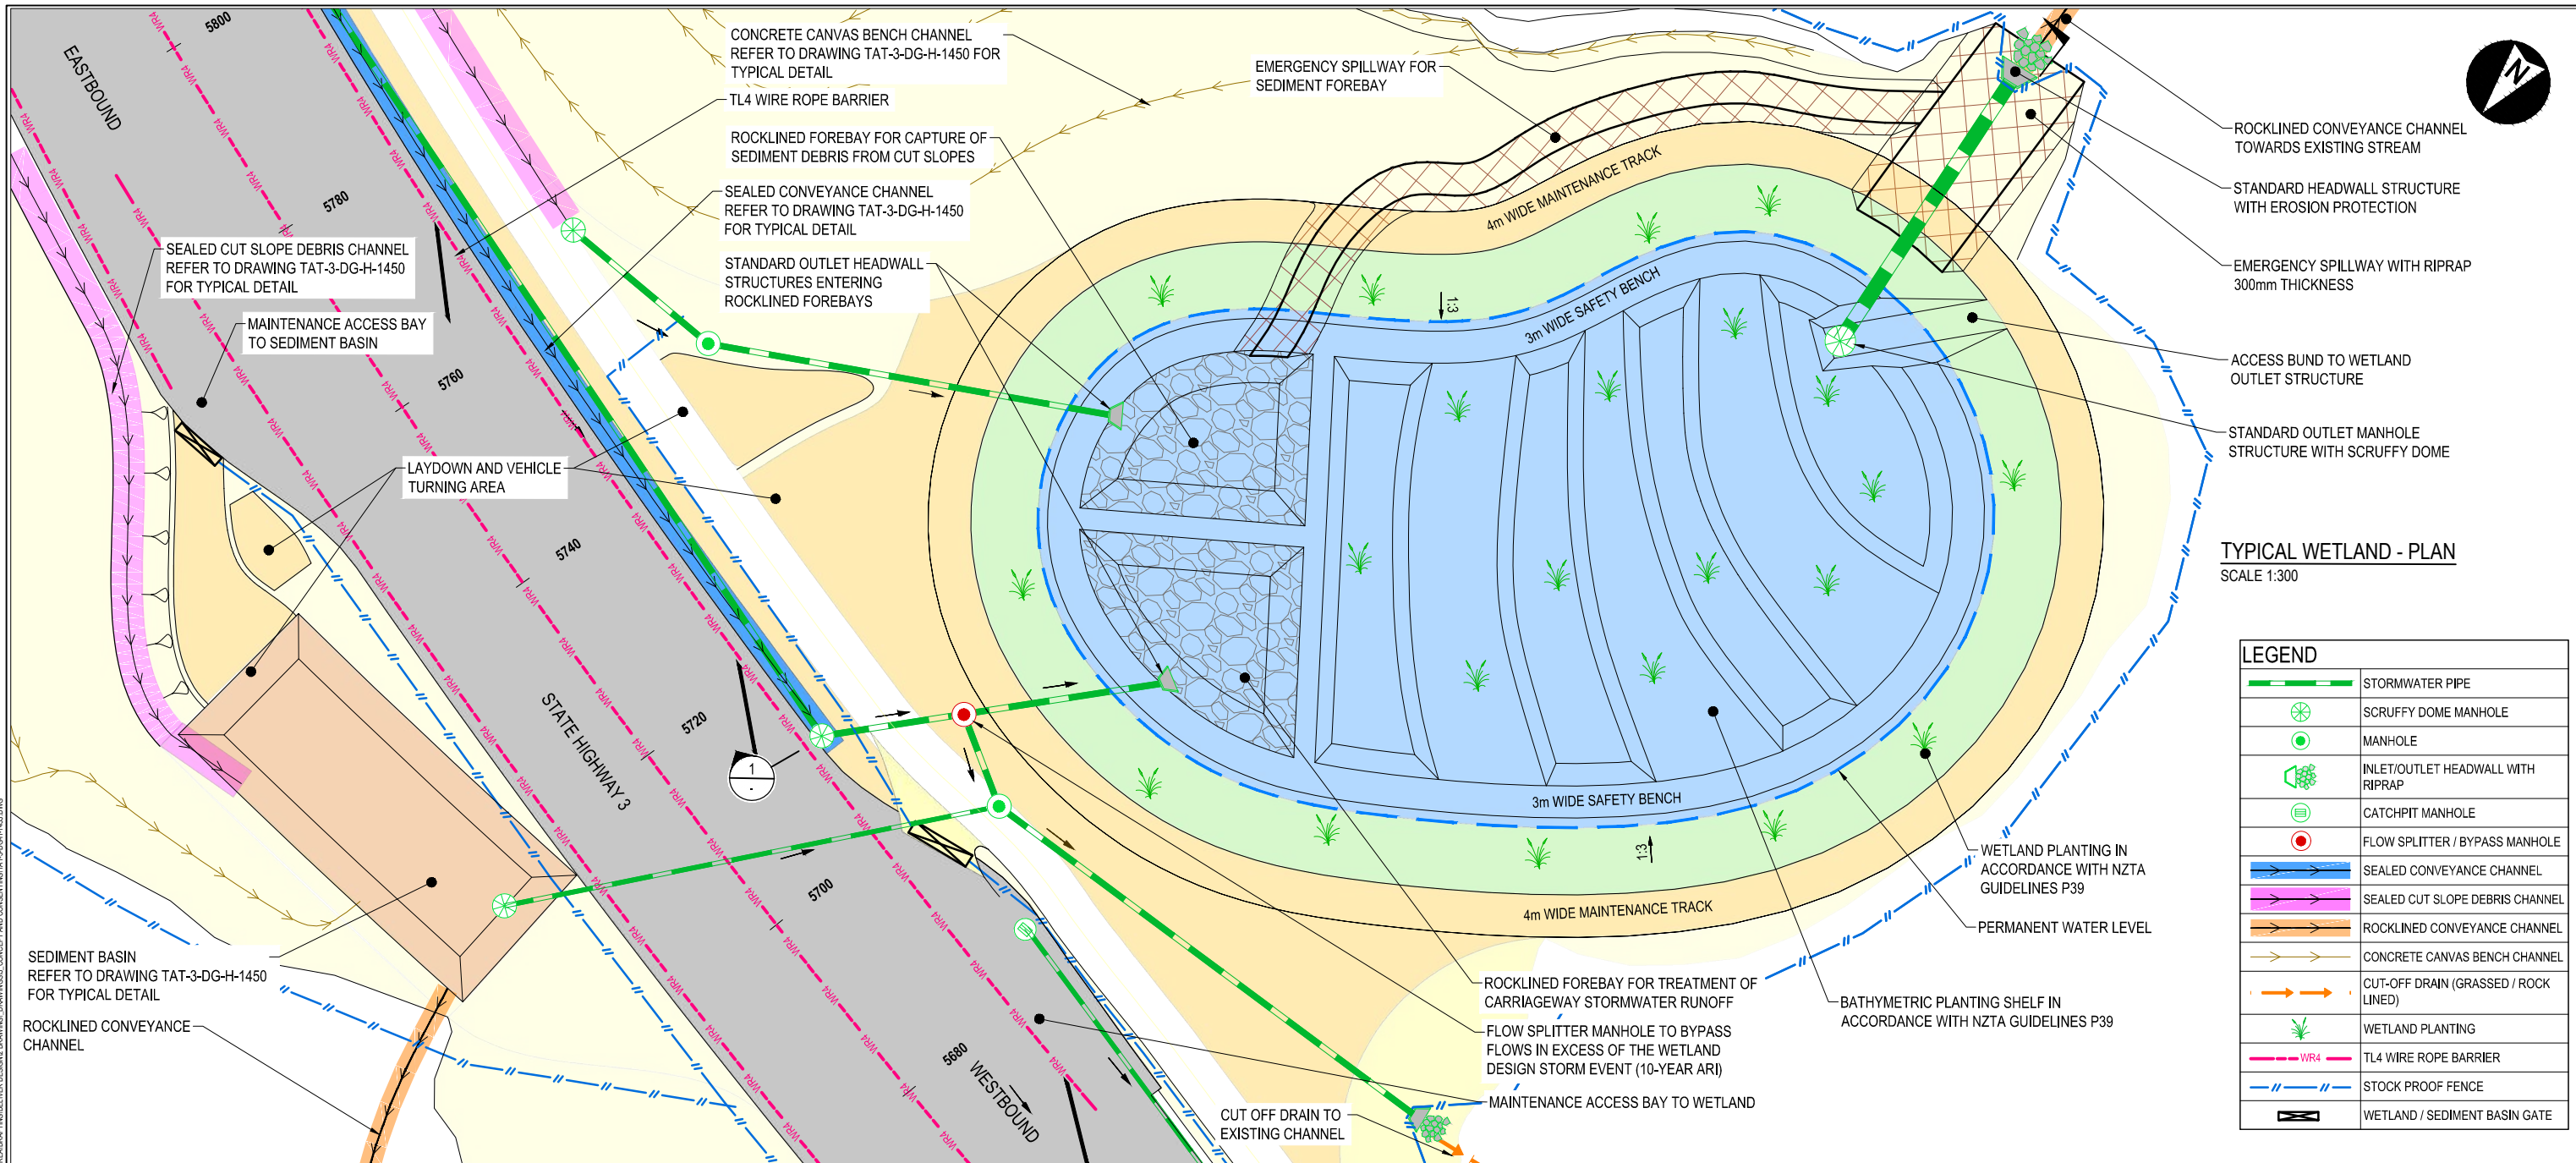 EASTBOUND
5800
5780
5760
5740
5720
5700
5680
STATE HIGHWAY 3
WESTBOUND
CONCRETE CANVAS BENCH CHANNEL
REFER TO DRAWING TAT-3-DG-H-1450 FOR
TYPICAL DETAIL
TL4 WIRE ROPE BARRIER
ROCKLINED FOREBAY FOR CAPTURE OF
SEDIMENT DEBRIS FROM CUT SLOPES
SEALED CONVEYANCE CHANNEL
REFER TO DRAWING TAT-3-DG-H-1450
FOR TYPICAL DETAIL
STANDARD OUTLET HEADWALL
STRUCTURES ENTERING
ROCKLINED FOREBAYS
SEALED CUT SLOPE DEBRIS CHANNEL
REFER TO DRAWING TAT-3-DG-H-1450
FOR TYPICAL DETAIL
MAINTENANCE ACCESS BAY
TO SEDIMENT BASIN
LAYDOWN AND VEHICLE
TURNING AREA
EMERGENCY SPILLWAY FOR
SEDIMENT FOREBAY
4m WIDE MAINTENANCE TRACK
3m WIDE SAFETY BENCH
1:3
3m WIDE SAFETY BENCH
1:3
4m WIDE MAINTENANCE TRACK
1
-
WR4
N
ROCKLINED CONVEYANCE CHANNEL
TOWARDS EXISTING STREAM
STANDARD HEADWALL STRUCTURE
WITH EROSION PROTECTION
EMERGENCY SPILLWAY WITH RIPRAP
300mm THICKNESS
ACCESS BUND TO WETLAND
OUTLET STRUCTURE
STANDARD OUTLET MANHOLE
STRUCTURE WITH SCRUFFY DOME
TYPICAL WETLAND - PLAN
SCALE 1:300
SEDIMENT BASIN
REFER TO DRAWING TAT-3-DG-H-1450
FOR TYPICAL DETAIL
ROCKLINED CONVEYANCE
CHANNEL
WETLAND PLANTING IN
ACCORDANCE WITH NZTA
GUIDELINES P39
PERMANENT WATER LEVEL
BATHYMETRIC PLANTING SHELF IN
ACCORDANCE WITH NZTA GUIDELINES P39
ROCKLINED FOREBAY FOR TREATMENT OF
CARRIAGEWAY STORMWATER RUNOFF
FLOW SPLITTER MANHOLE TO BYPASS
FLOWS IN EXCESS OF THE WETLAND
DESIGN STORM EVENT (10-YEAR ARI)
MAINTENANCE ACCESS BAY TO WETLAND
CUT OFF DRAIN TO
EXISTING CHANNEL
LEGEND
STORMWATER PIPE
SCRUFFY DOME MANHOLE
MANHOLE
INLET/OUTLET HEADWALL WITH
RIPRAP
CATCHPIT MANHOLE
FLOW SPLITTER / BYPASS MANHOLE
SEALED CONVEYANCE CHANNEL
SEALED CUT SLOPE DEBRIS CHANNEL
ROCKLINED CONVEYANCE CHANNEL
CONCRETE CANVAS BENCH CHANNEL
CUT-OFF DRAIN (GRASSED / ROCK
LINED)
WETLAND PLANTING
WR4 TL4 WIRE ROPE BARRIER
STOCK PROOF FENCE
WETLAND / SEDIMENT BASIN GATE